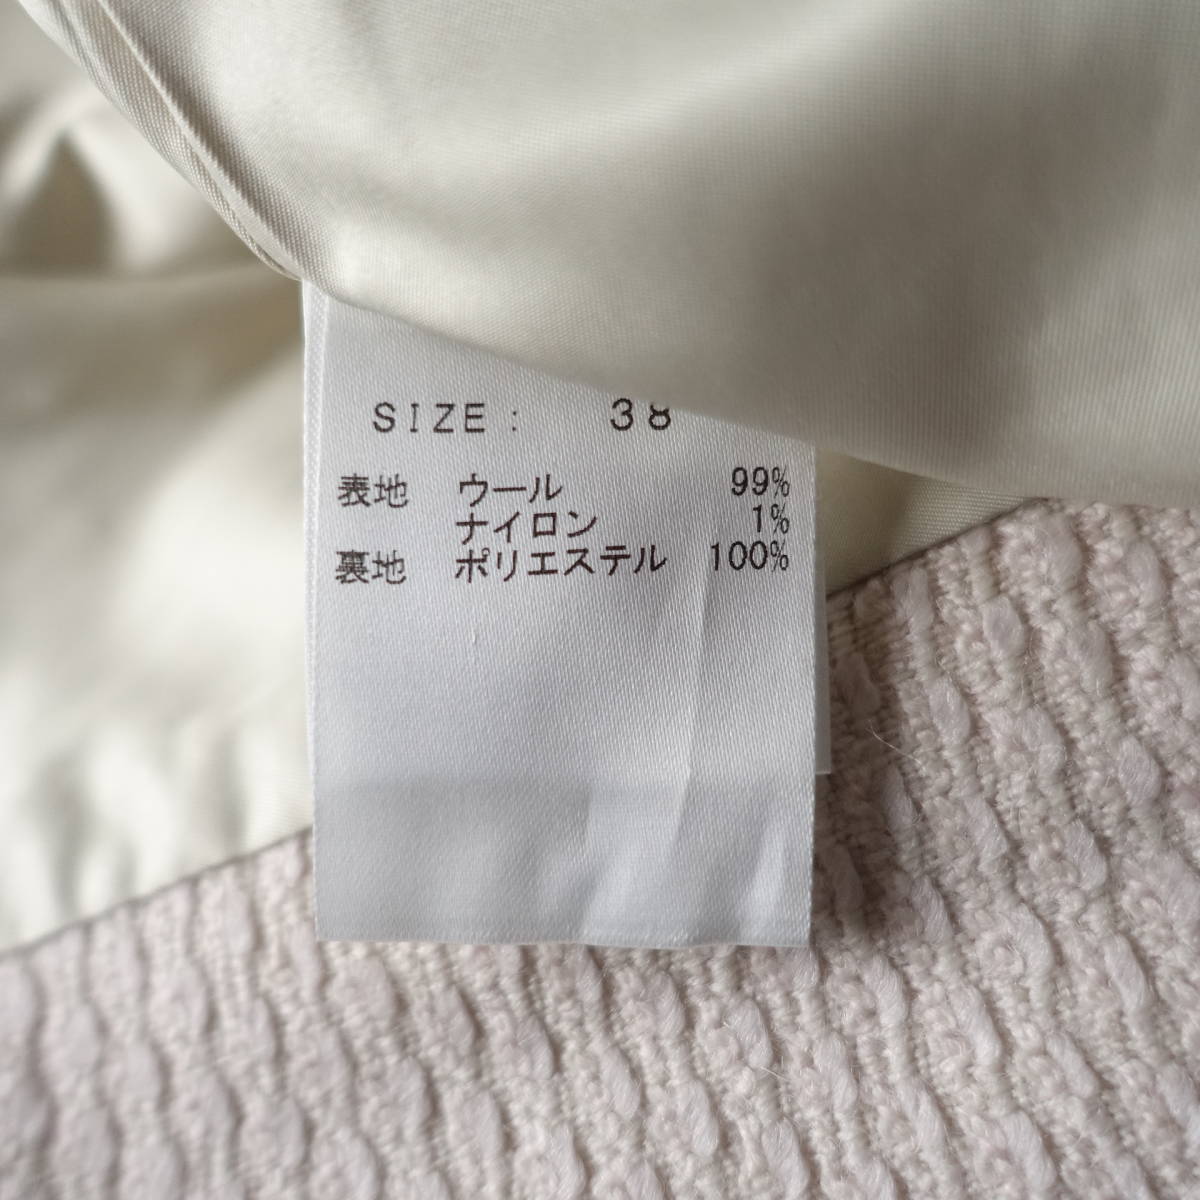 SIZE: 38
表地 ウール 99%
ナイロン 1%
裏地 ポリエステル 100%